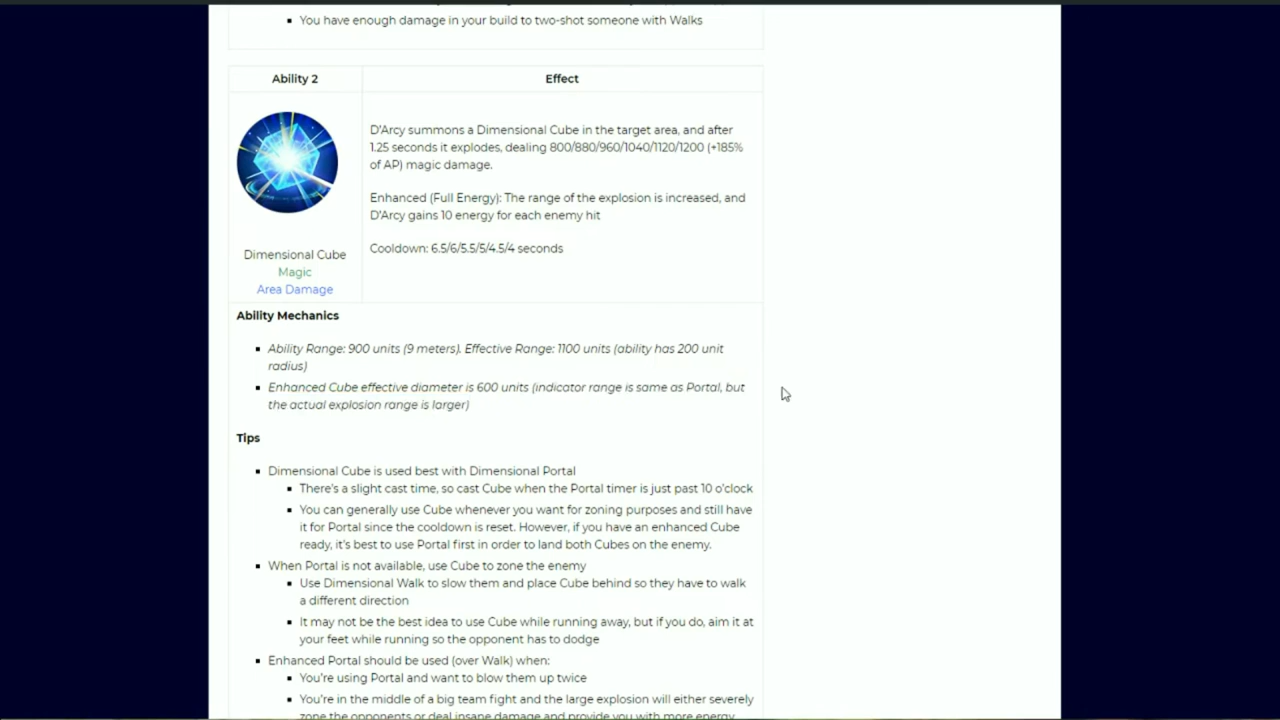 You have enough damage in your build to two-shot someone with Walks
Ability 2
Effect
D'Arcy summons a Dimensional Cube in the target area, and after
1.25 seconds it explodes, dealing 800/880/960/1040/1120/1200 (+185%
of AP) magic damage.
Enhanced (Full Energy): The range of the explosion is increased, and
D'Arcy gains 10 energy for each enemy hit
Cooldown: 6.5/6/5.5/5/4.5/4 seconds
Dimensional Cube
Magic
Area Damage
Ability Mechanics
Ability Range: 900 units (9 meters). Effective Range: 1100 units (ability has 200 unit
radius)
Enhanced Cube effective diameter is 600 units (indicator range is same as Portal, but
the actual explosion range is larger)
Tips
Dimensional Cube is used best with Dimensional Portal
There's a slight cast time, so cast Cube when the Portal timer is just past 10 o'clock
You can generally use Cube whenever you want for zoning purposes and still have
it for Portal since the cooldown is reset. However, if you have an enhanced Cube
ready, it's best to use Portal first in order to land both Cubes on the enemy.
When Portal is not available, use Cube to zone the enemy
Use Dimensional Walk to slow them and place Cube behind so they have to walk
a different direction
It may not be the best idea to use Cube while running away, but if you do, aim it at
your feet while running so the opponent has to dodge
Enhanced Portal should be used (over Walk) when:
You're using Portal and want to blow them up twice
You're in the middle of a big team fight and the large explosion will either severely
zone the opponents or deal insane damage and provide you with more energy